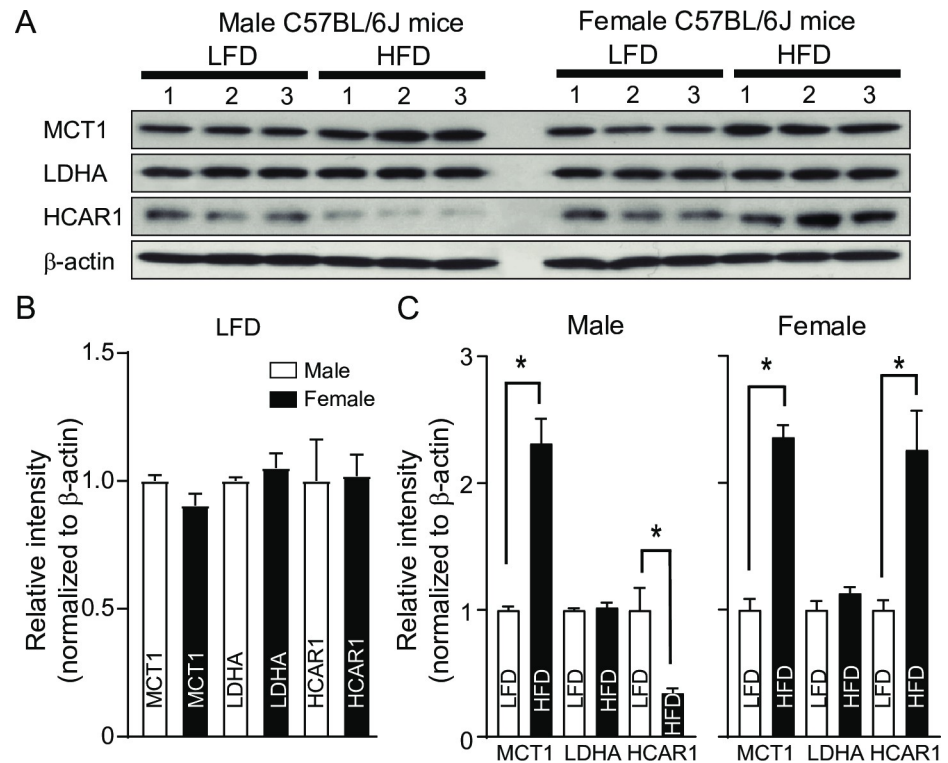 A
Male C57BL/6J mice
Female C57BL/6J mice
LFD HFD LFD HFD
1 2 3 1 2 3 1 2 3 1 2 3
MCT1
LDHA
HCAR1
β-actin
B
LFD
Relative intensity
(normalized to β-actin)
1.5
1.0
0.5
0
Male
Female
MCT1 MCT1 LDHA LDHA HCAR1 HCAR1
C
Male
Female
Relative intensity
(normalized to β-actin)
3
2
1
0
* * * *
LFD HFD LFD HFD LFD HFD LFD HFD LFD HFD LFD HFD
MCT1 LDHA HCAR1 MCT1 LDHA HCAR1